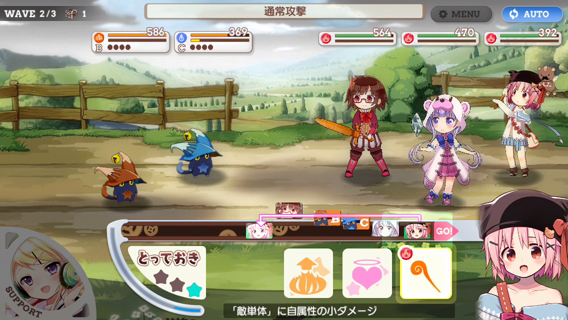 WAVE 2/3 1
通常攻撃
MENU
AUTO
586
B
369
C
564
470
392
GO!
とっておき
SUPPORT
「敵単体」に自属性の小ダメージ